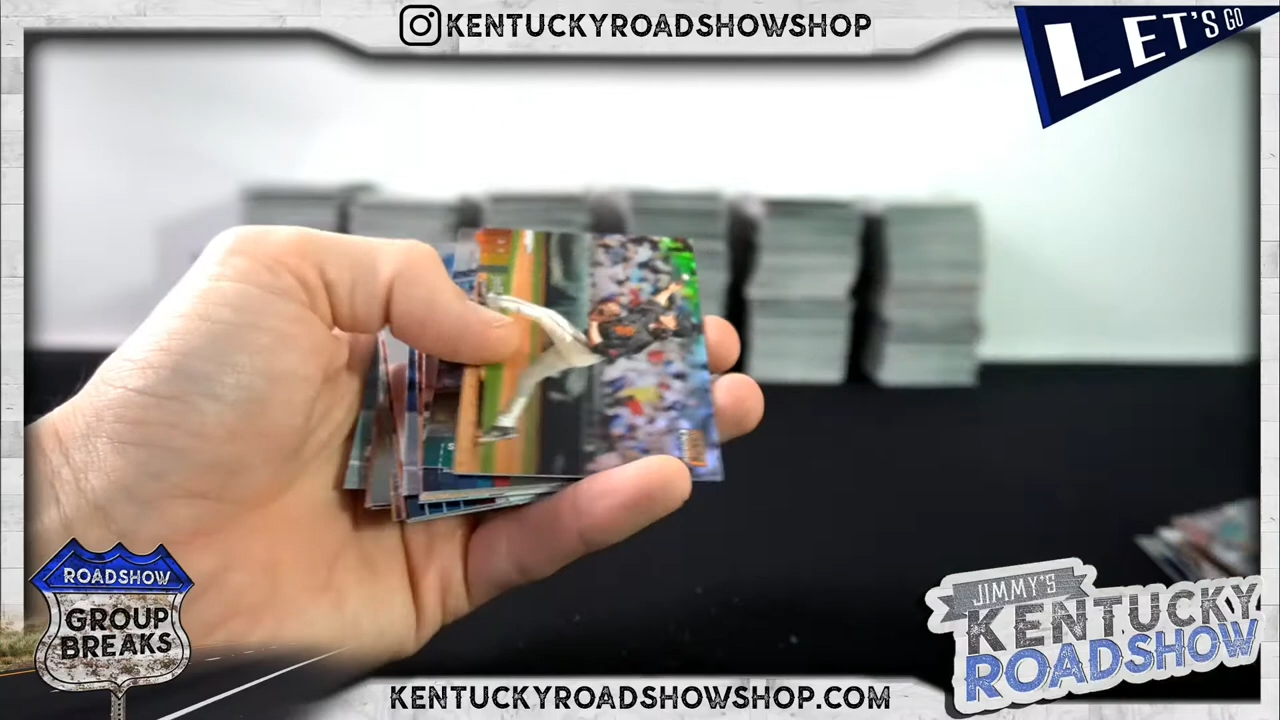 KENTUCKYROADSHOWSHOP
LET'S GO
ROADSHOW
GROUP
BREAKS
JIMMY'S
KENTUCKY
ROADSHOW
KENTUCKYROADSHOWSHOP.COM